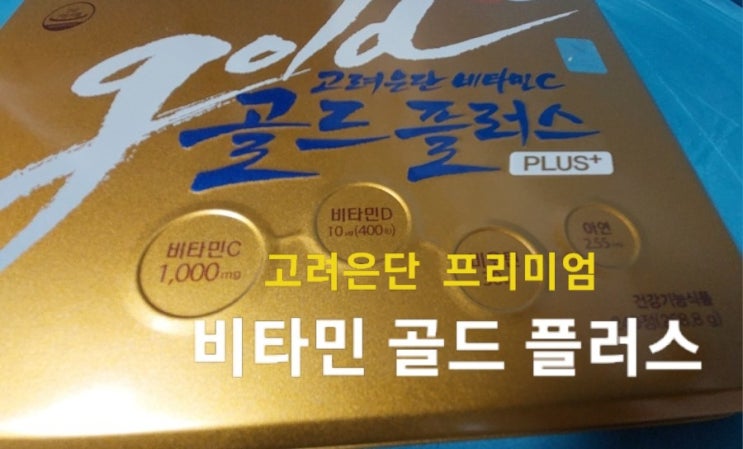 gold
고려은단 비타민C
골드 플러스
PLUS+
비타민C
1,000mg
비타민D
10㎍(400IU)
아연
2.55mg
고려은단 프리미엄
건강기능식품
비타민 골드 플러스